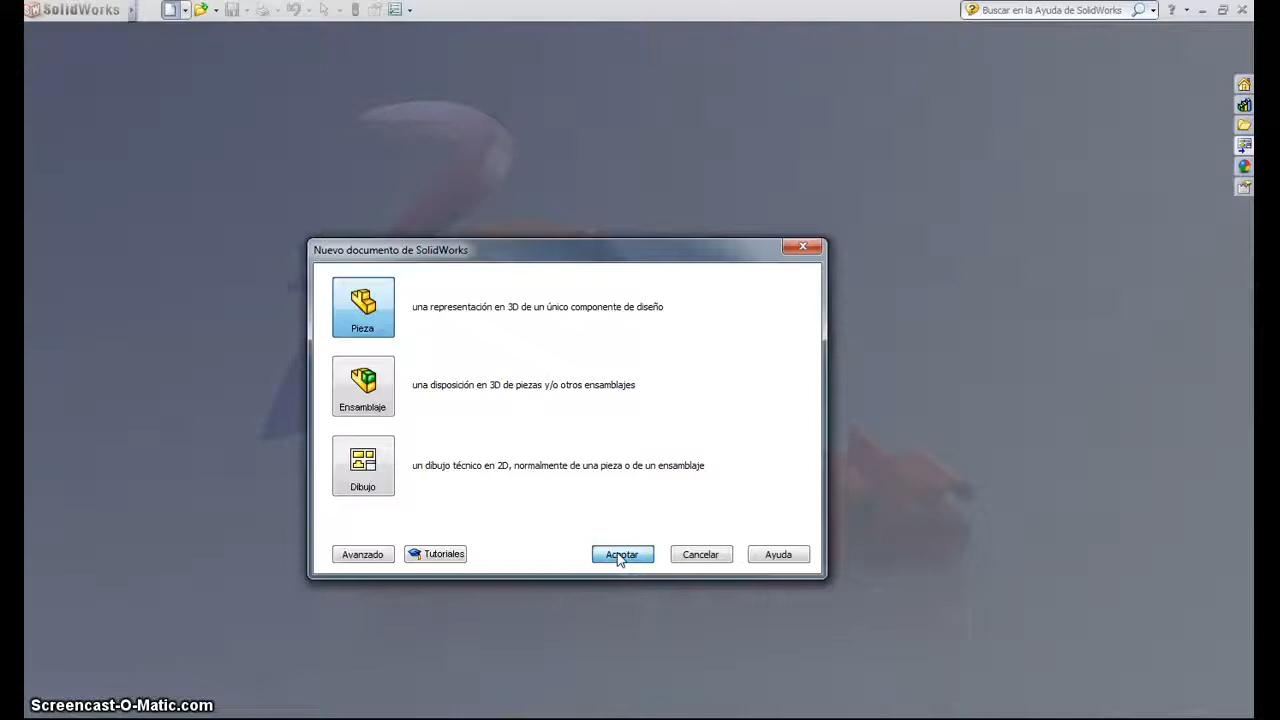 SolidWorks
Buscar en la Ayuda de SolidWorks
Nuevo documento de SolidWorks
Pieza
una representación en 3D de un único componente de diseño
Ensamblaje
una disposición en 3D de piezas y/o otros ensamblajes
Dibujo
un dibujo técnico en 2D, normalmente de una pieza o de un ensamblaje
Avanzado
Tutoriales
Aceptar
Cancelar
Ayuda
Screencast-O-Matic.com